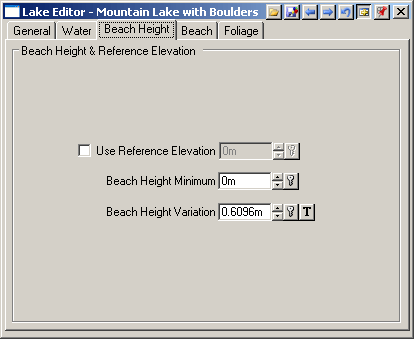 Lake Editor - Mountain Lake with Boulders
General Water Beach Height Beach Foliage
Beach Height & Reference Elevation
Use Reference Elevation 0m
Beach Height Minimum 0m
Beach Height Variation 0.6096m T